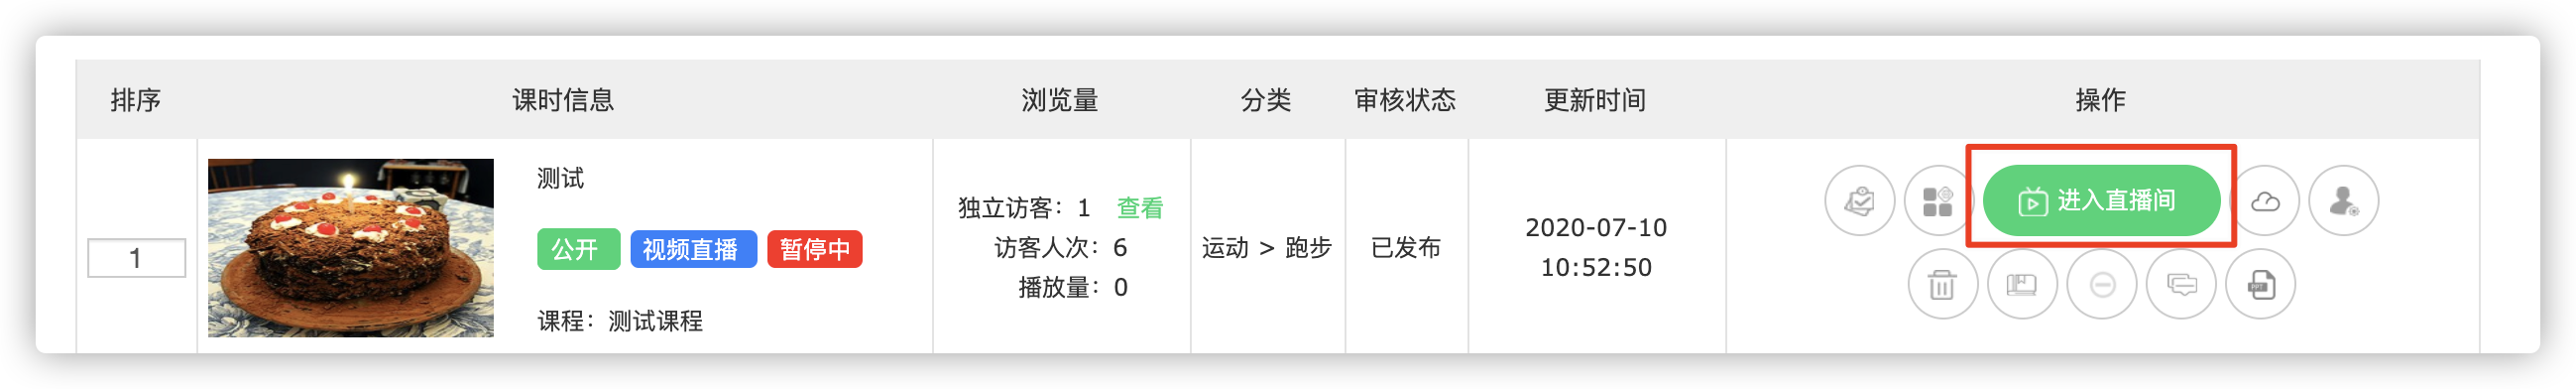 排序 课时信息 浏览量 分类 审核状态 更新时间 操作
1
测试
公开 视频直播 暂停中
课程：测试课程
独立访客：1 查看
访客人次：6
播放量：0
运动 > 跑步
已发布
2020-07-10
10:52:50
进入直播间
PPT